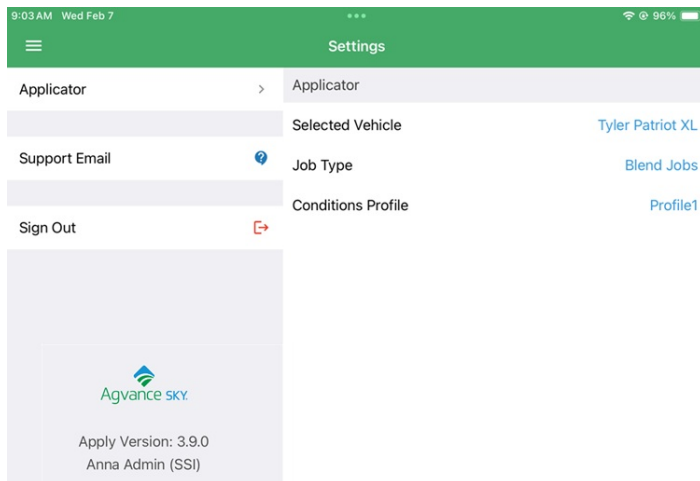 9:03 AM Wed Feb 7
96%
Settings
Applicator
Support Email
Sign Out
Agvance SKY
Apply Version: 3.9.0
Anna Admin (SSI)
Applicator
Selected Vehicle Tyler Patriot XL
Job Type Blend Jobs
Conditions Profile Profile1